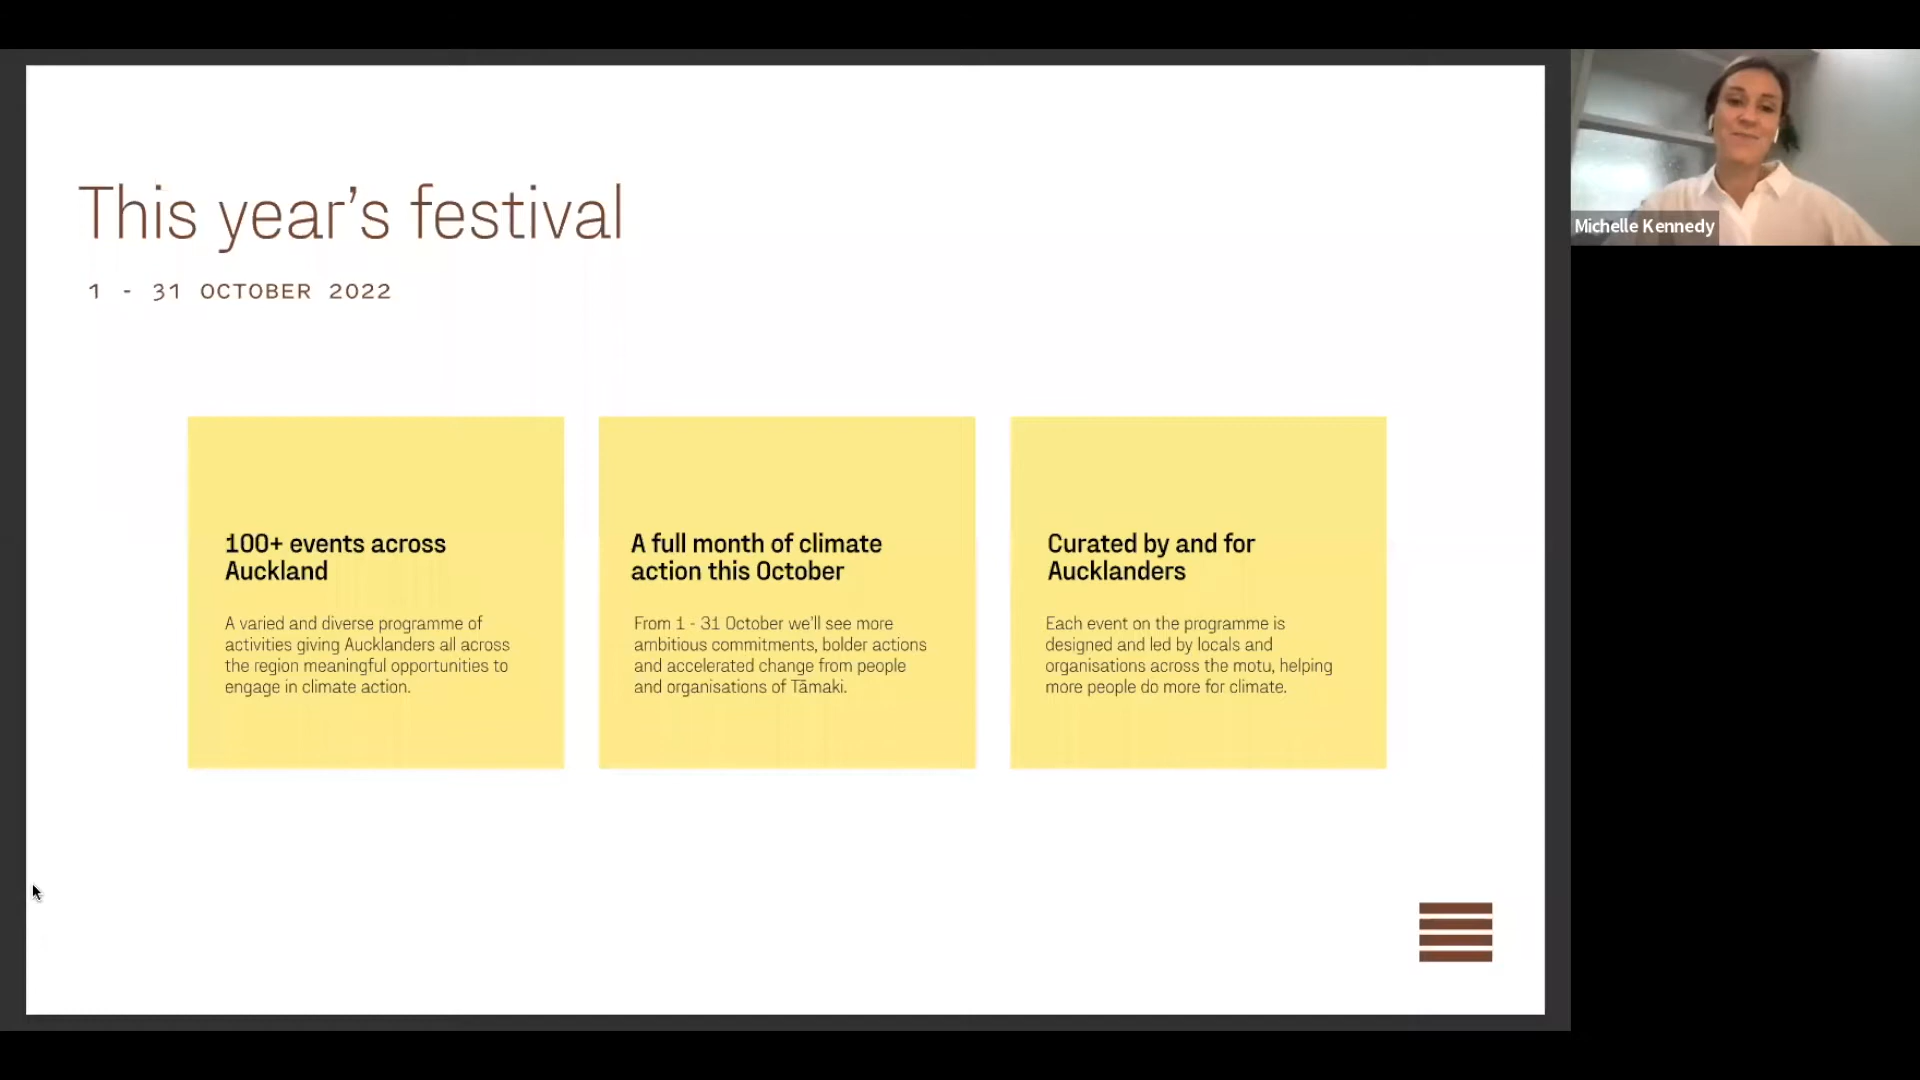 This year's festival
1 - 31 OCTOBER 2022
100+ events across
Auckland
A varied and diverse programme of
activities giving Aucklanders all across
the region meaningful opportunities to
engage in climate action.
A full month of climate
action this October
From 1 - 31 October we'll see more
ambitious commitments, bolder actions
and accelerated change from people
and organisations of Tāmaki.
Curated by and for
Aucklanders
Each event on the programme is
designed and led by locals and
organisations across the motu, helping
more people do more for climate.
Michelle Kennedy